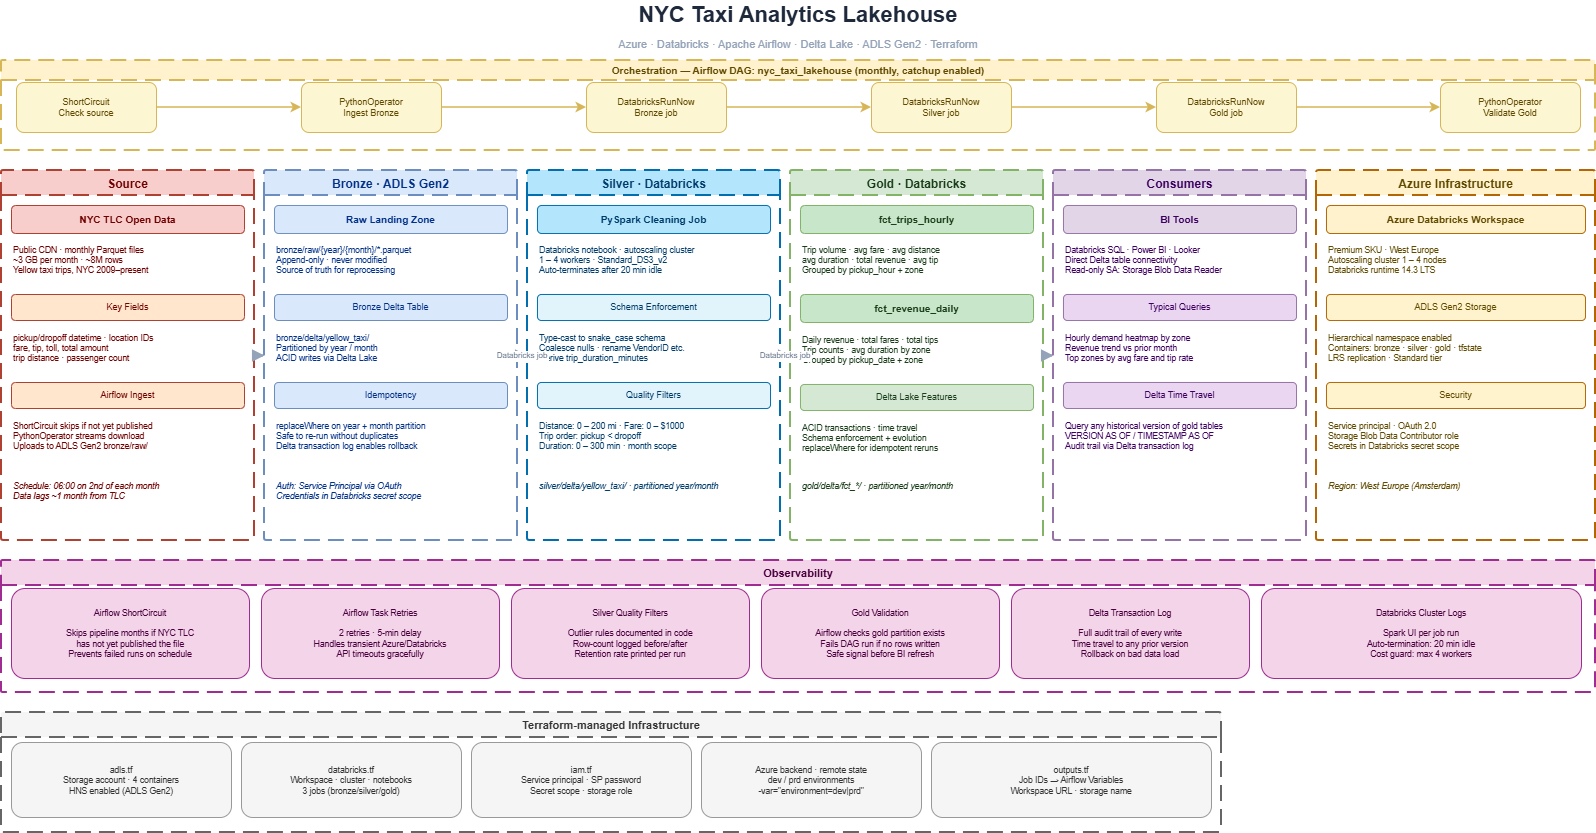 NYC Taxi Analytics Lakehouse
Azure · Databricks · Apache Airflow · Delta Lake · ADLS Gen2 · Terraform
Orchestration — Airflow DAG: nyc_taxi_lakehouse (monthly, catchup enabled)
ShortCircuit
Check source
PythonOperator
Ingest Bronze
DatabricksRunNow
Bronze job
DatabricksRunNow
Silver job
DatabricksRunNow
Gold job
PythonOperator
Validate Gold
Source
NYC TLC Open Data
Public CDN · monthly Parquet files
~3 GB per month · ~8M rows
Yellow taxi trips, NYC 2009–present
Key Fields
pickup/dropoff datetime · location IDs
fare, tip, toll, total amount
trip distance · passenger count
Airflow Ingest
ShortCircuit skips if not yet published
PythonOperator streams download
Uploads to ADLS Gen2 bronze/raw/
Schedule: 06:00 on 2nd of each month
Data lags ~1 month from TLC
Bronze · ADLS Gen2
Raw Landing Zone
bronze/raw/{year}/{month}/*.parquet
Append-only · never modified
Source of truth for reprocessing
Bronze Delta Table
bronze/delta/yellow_taxi/
Partitioned by year / month
ACID writes via Delta Lake
Idempotency
replaceWhere on year + month partition
Safe to re-run without duplicates
Delta transaction log enables rollback
Auth: Service Principal via OAuth
Credentials in Databricks secret scope
Databricks job
Silver · Databricks
PySpark Cleaning Job
Databricks notebook · autoscaling cluster
1 – 4 workers · Standard_DS3_v2
Auto-terminates after 20 min idle
Schema Enforcement
Type-cast to snake_case schema
Coalesce nulls · rename VendorID etc.
trip_duration_minutes
Quality Filters
Distance: 0 – 200 mi · Fare: 0 – $1000
Trip order: pickup < dropoff
Duration: 0 – 300 min · month scope
silver/delta/yellow_taxi/ · partitioned year/month
Databricks job
Gold · Databricks
fct_trips_hourly
Trip volume · avg fare · avg distance
avg duration · total revenue · avg tip
Grouped by pickup_hour + zone
fct_revenue_daily
Daily revenue · total fares · total tips
Trip counts · avg duration by zone
Grouped by pickup_date + zone
Delta Lake Features
ACID transactions · time travel
Schema enforcement + evolution
replaceWhere for idempotent reruns
gold/delta/fct_*/ · partitioned year/month
Consumers
BI Tools
Databricks SQL · Power BI · Looker
Direct Delta table connectivity
Read-only SA: Storage Blob Data Reader
Typical Queries
Hourly demand heatmap by zone
Revenue trend vs prior month
Top zones by avg fare and tip rate
Delta Time Travel
Query any historical version of gold tables
VERSION AS OF / TIMESTAMP AS OF
Audit trail via Delta transaction log
Azure Infrastructure
Azure Databricks Workspace
Premium SKU · West Europe
Autoscaling cluster 1 – 4 nodes
Databricks runtime 14.3 LTS
ADLS Gen2 Storage
Hierarchical namespace enabled
Containers: bronze · silver · gold · tfstate
LRS replication · Standard tier
Security
Service principal · OAuth 2.0
Storage Blob Data Contributor role
Secrets in Databricks secret scope
Region: West Europe (Amsterdam)
Observability
Airflow ShortCircuit
Skips pipeline months if NYC TLC
has not yet published the file
Prevents failed runs on schedule
Airflow Task Retries
2 retries · 5-min delay
Handles transient Azure/Databricks
API timeouts gracefully
Silver Quality Filters
Outlier rules documented in code
Row-count logged before/after
Retention rate printed per run
Gold Validation
Airflow checks gold partition exists
Fails DAG run if no rows written
Safe signal before BI refresh
Delta Transaction Log
Full audit trail of every write
Time travel to any prior version
Rollback on bad data load
Databricks Cluster Logs
Spark UI per job run
Auto-termination: 20 min idle
Cost guard: max 4 workers
Terraform-managed Infrastructure
adls.tf
Storage account · 4 containers
HNS enabled (ADLS Gen2)
databricks.tf
Workspace · cluster · notebooks
3 jobs (bronze/silver/gold)
iam.tf
Service principal · SP password
Secret scope · storage role
Azure backend · remote state
dev / prd environments
-var="environment=dev|prd"
outputs.tf
Job IDs → Airflow Variables
Workspace URL · storage name